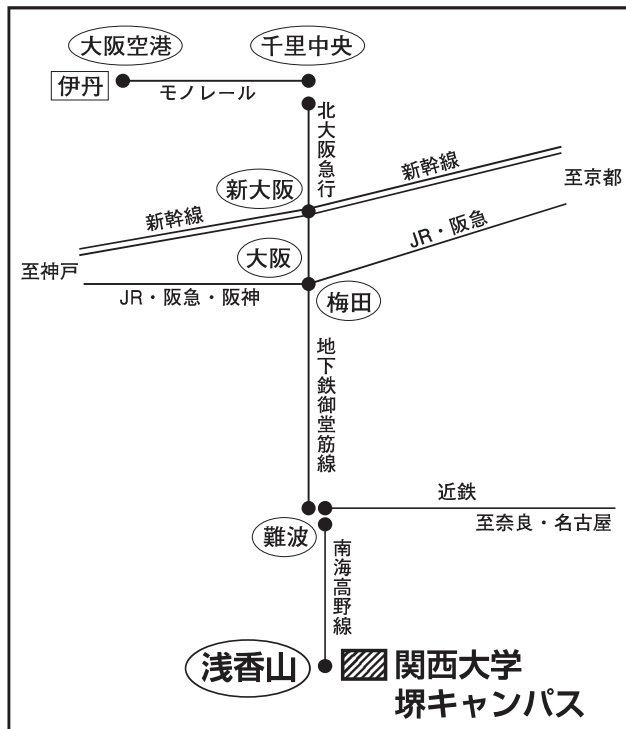 大阪空港
千里中央
伊丹
モノレール
北大阪急行
新幹線
至京都
新大阪
新幹線
JR・阪急
大阪
至神戸
JR・阪急・阪神
梅田
地下鉄御堂筋線
近鉄
至奈良・名古屋
難波
南海高野線
浅香山
関西大学
堺キャンパス